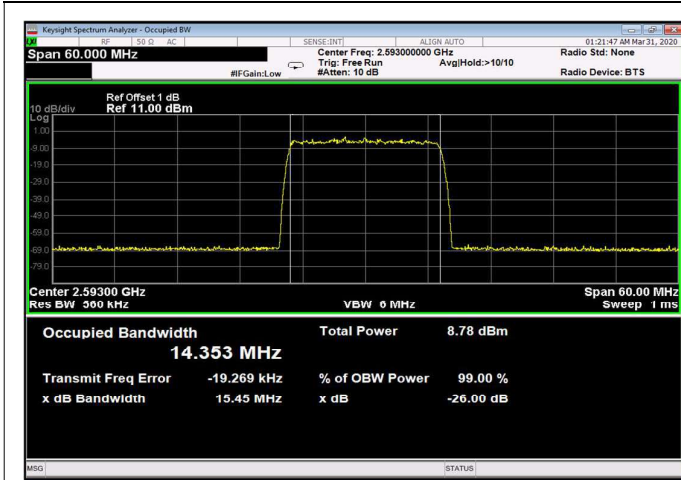 Keysight Spectrum Analyzer - Occupied BW
RF 50 Ω AC SENSE:INT ALIGN AUTO 01:21:47 AM Mar 31, 2020
Span 60.000 MHz Center Freq: 2.593000000 GHz Radio Std: None
Trig: Free Run Avg|Hold:>10/10
#IFGain:Low #Atten: 10 dB Radio Device: BTS
Ref Offset 1 dB
10 dB/div Ref 11.00 dBm
Log
1.00
-9.00
-19.0
-29.0
-39.0
-49.0
-59.0
-69.0
-79.0
Center 2.59300 GHz Span 60.00 MHz
Res BW 560 kHz VBW 6 MHz Sweep 1 ms
Occupied Bandwidth Total Power 8.78 dBm
14.353 MHz
Transmit Freq Error -19.269 kHz % of OBW Power 99.00 %
x dB Bandwidth 15.45 MHz x dB -26.00 dB
MSG STATUS